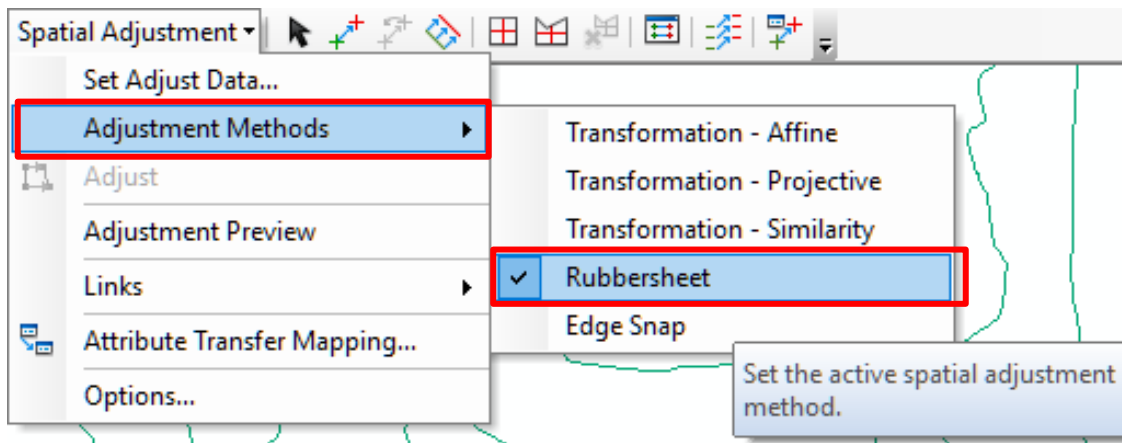 Spatial Adjustment
Set Adjust Data...
Adjustment Methods
Adjust
Adjustment Preview
Links
Attribute Transfer Mapping...
Options...
Transformation - Affine
Transformation - Projective
Transformation - Similarity
Rubbersheet
Edge Snap
Set the active spatial adjustment
method.